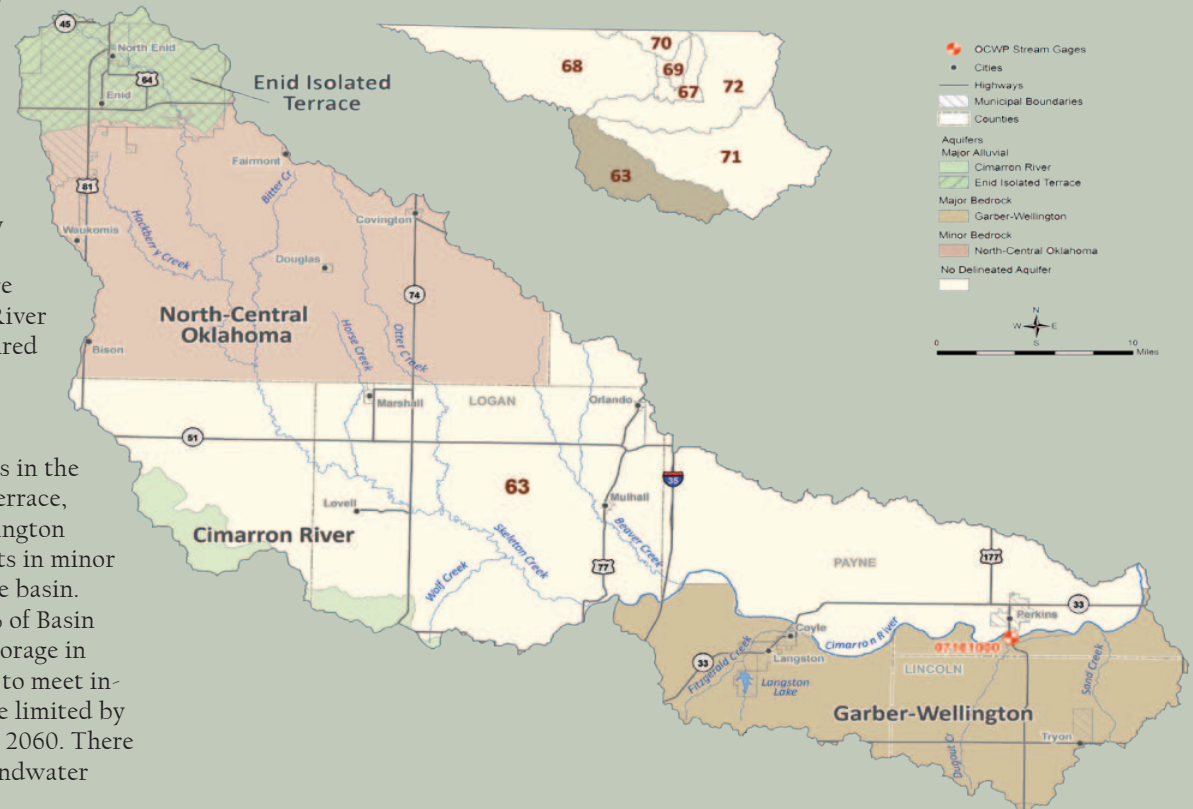 y
re
River
ired
s in the
errace,
ington
ts in minor
e basin.
of Basin
orage in
to meet in-
e limited by
2060. There
ndwater
45
North Enid
64
Enid
Enid Isolated
Terrace
81
Fairmont
Bitter Cr
Waukomis
Hackberry Creek
Covington
Douglas
74
North-Central
Oklahoma
Horse Creek
Otter Creek
Bison
Marshall
LOGAN
Orlando
51
63
35
Lovell
Mulhall
Cimarron River
Skeleton Creek
Beaver Creek
Wolf Creek
77
PAYNE
177
33
Perkins
Coyle
Cimarron River
07161000
33
Langston
Fitzgerald Creek
Langston
Lake
LINCOLN
Sand Creek
Garber-Wellington
Dugout Cr
Tryon
68
70
69
67
72
71
63
OCWP Stream Gages
Cities
Highways
Municipal Boundaries
Counties
Aquifers
Major Alluvial
Cimarron River
Enid Isolated Terrace
Major Bedrock
Garber-Wellington
Minor Bedrock
North-Central Oklahoma
No Delineated Aquifer
N
W E
S
0 10
Miles